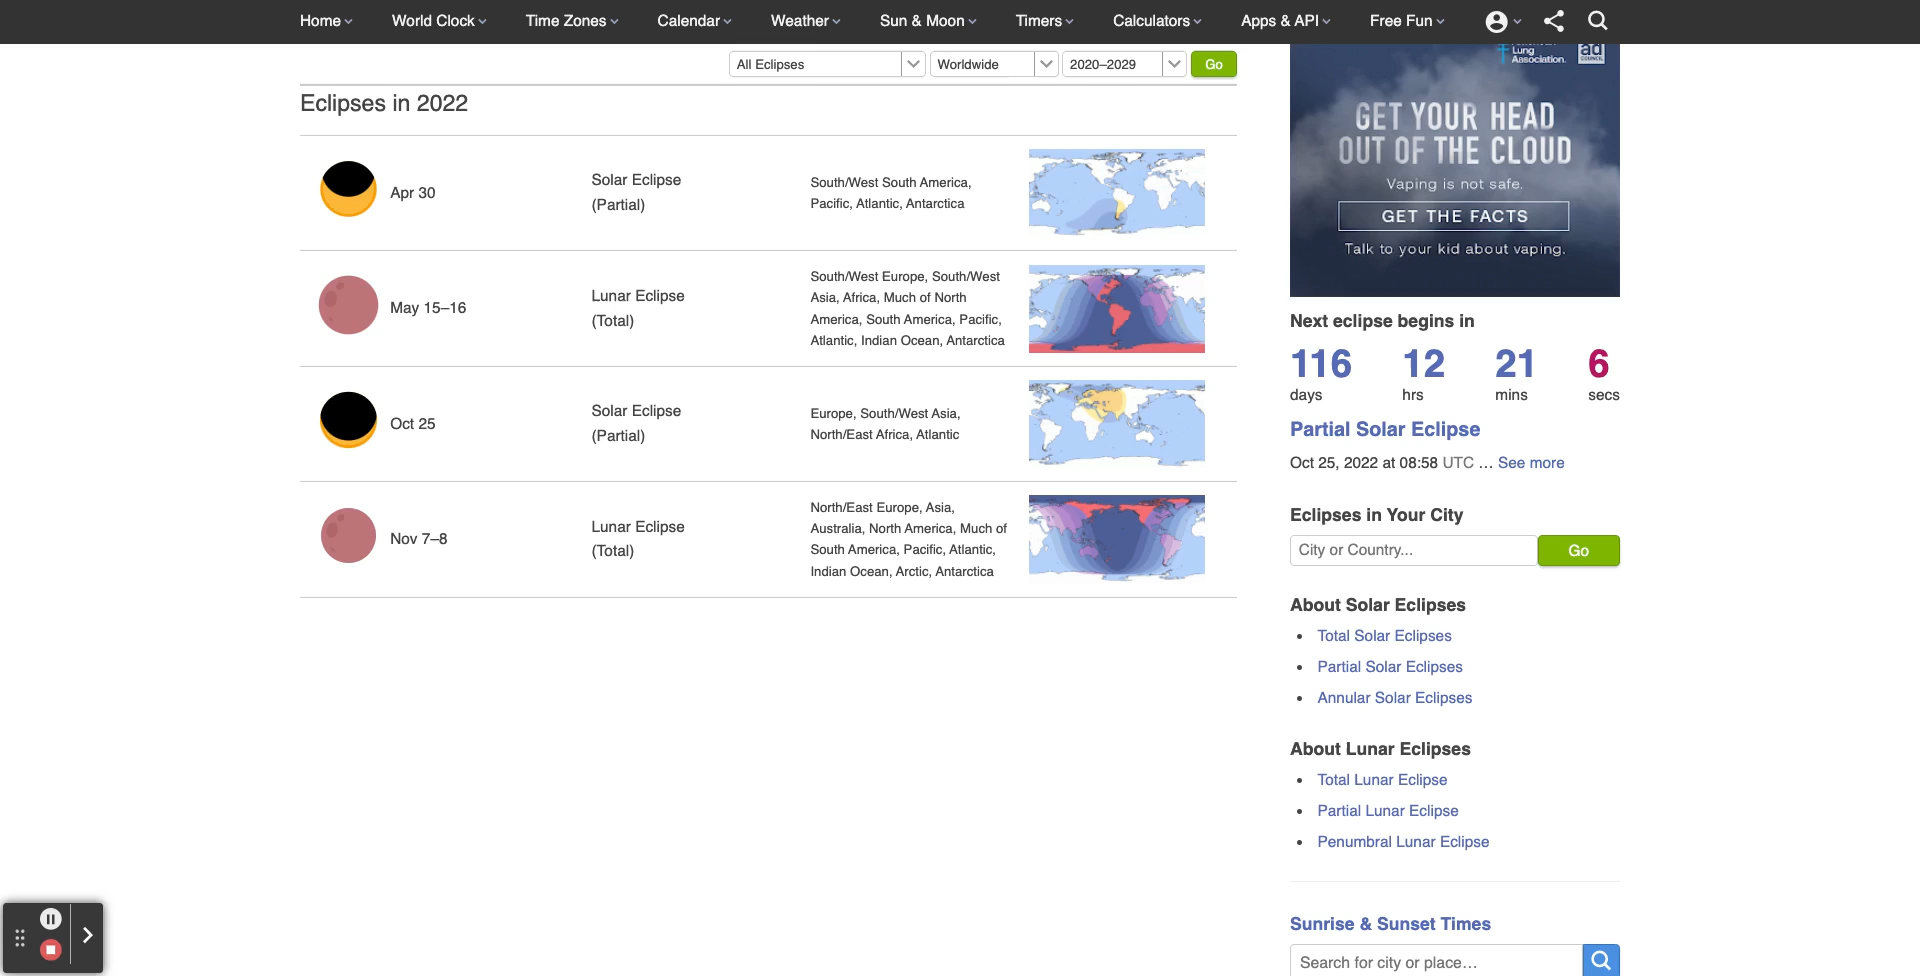 Home World Clock Time Zones Calendar Weather Sun & Moon Timers Calculators Apps & API Free Fun
All Eclipses Worldwide 2020–2029 Go
Eclipses in 2022
Apr 30
Solar Eclipse
(Partial)
South/West South America,
Pacific, Atlantic, Antarctica
May 15–16
Lunar Eclipse
(Total)
South/West Europe, South/West
Asia, Africa, Much of North
America, South America, Pacific,
Atlantic, Indian Ocean, Antarctica
Oct 25
Solar Eclipse
(Partial)
Europe, South/West Asia,
North/East Africa, Atlantic
Nov 7–8
Lunar Eclipse
(Total)
North/East Europe, Asia,
Australia, North America, Much of
South America, Pacific, Atlantic,
Indian Ocean, Arctic, Antarctica
Lung
Association.
ad
COUNCIL
GET YOUR HEAD
OUT OF THE CLOUD
Vaping is not safe.
GET THE FACTS
Talk to your kid about vaping.
Next eclipse begins in
116 12 21 6
days hrs mins secs
Partial Solar Eclipse
Oct 25, 2022 at 08:58 UTC ... See more
Eclipses in Your City
City or Country... Go
About Solar Eclipses
Total Solar Eclipses
Partial Solar Eclipses
Annular Solar Eclipses
About Lunar Eclipses
Total Lunar Eclipse
Partial Lunar Eclipse
Penumbral Lunar Eclipse
Sunrise & Sunset Times
Search for city or place...